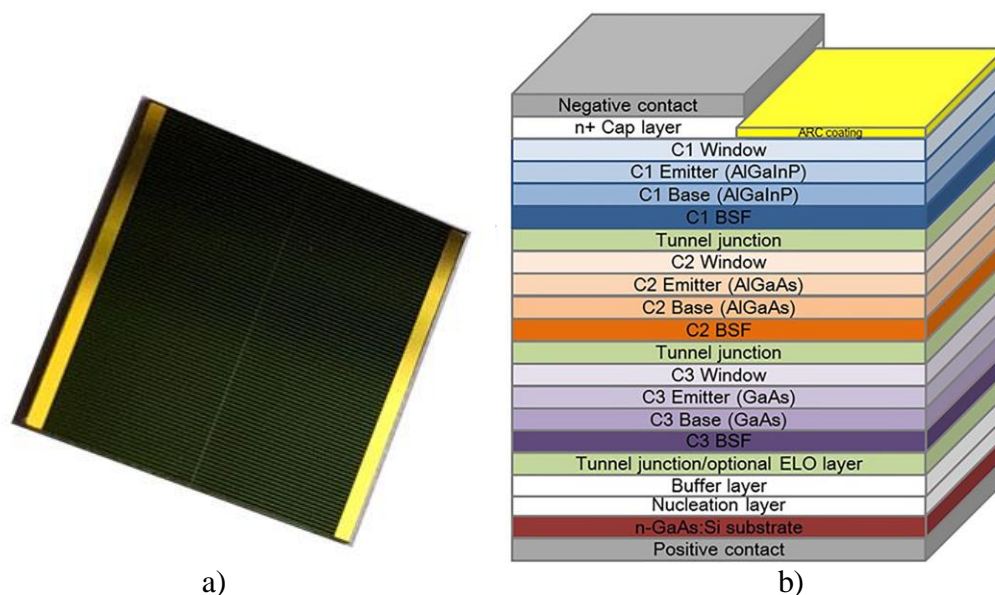 Negative contact
n+ Cap layer
ARC coating
C1 Window
C1 Emitter (AlGaInP)
C1 Base (AlGaInP)
C1 BSF
Tunnel junction
C2 Window
C2 Emitter (AlGaAs)
C2 Base (AlGaAs)
C2 BSF
Tunnel junction
C3 Window
C3 Emitter (GaAs)
C3 Base (GaAs)
C3 BSF
Tunnel junction/optional ELO layer
Buffer layer
Nucleation layer
n-GaAs:Si substrate
Positive contact
a)
b)